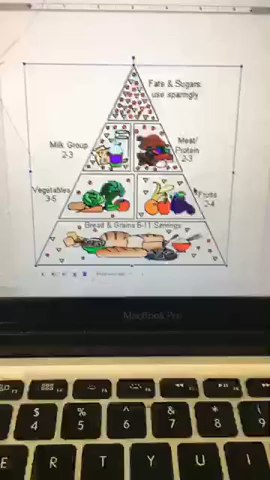 Fats & Sugars:
use sparingly
Milk Group
2-3
Meat/
Protein
2-3
Vegetables
3-5
Fruits
2-4
Bread & Grains 6-11 Servings
MacBook Pro
$ % ^ & * (
4 5 6 7 8 9
E R T Y U I